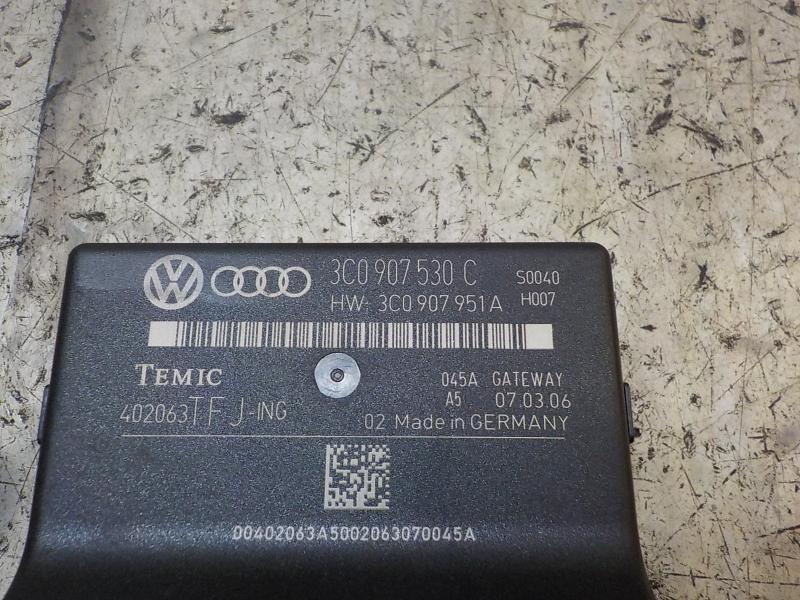 3C0 907 530 C S0040
HW: 3C0 907 951 A H007
TEMIC 045A GATEWAY
A5 07.03.06
402063TFJ-ING 02 Made in GERMANY
D0402063A5002063070045A